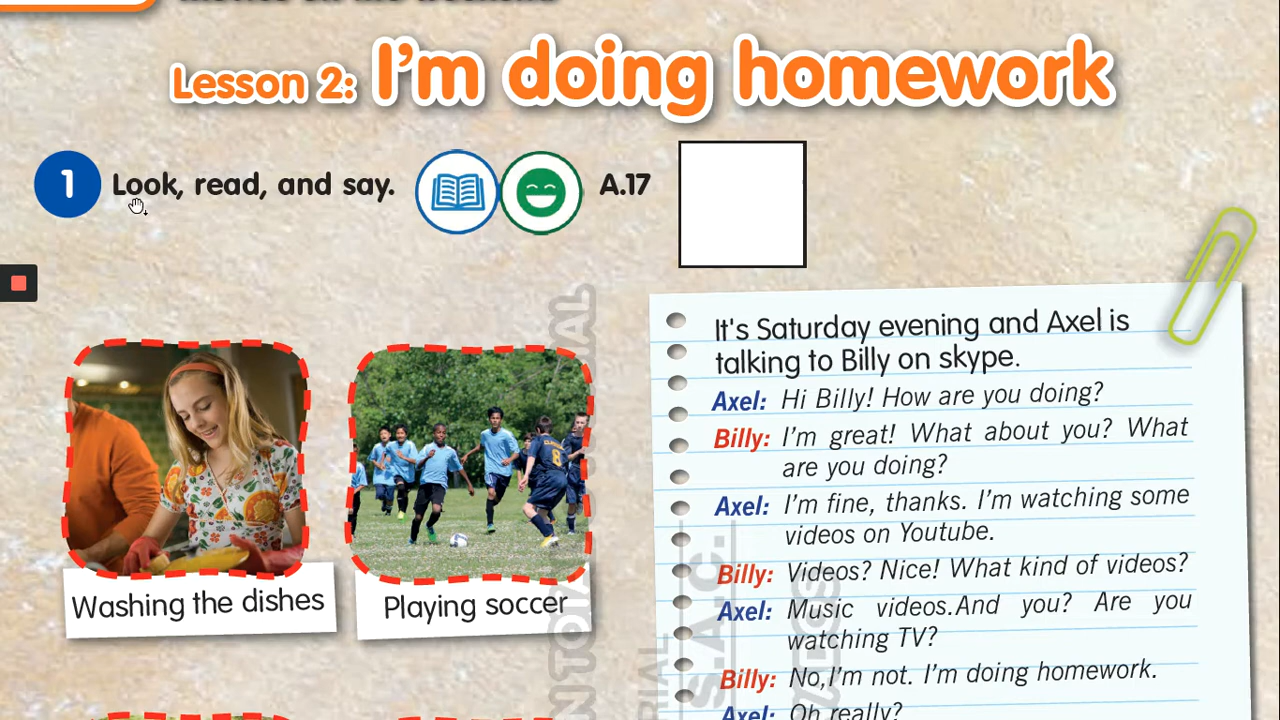 Lesson 2: I'm doing homework
1 Look, read, and say. A.17
Washing the dishes
Playing soccer
It's Saturday evening and Axel is
talking to Billy on skype.
Axel: Hi Billy! How are you doing?
Billy: I'm great! What about you? What
are you doing?
Axel: I'm fine, thanks. I'm watching some
videos on Youtube.
Billy: Videos? Nice! What kind of videos?
Axel: Music videos.And you? Are you
watching TV?
Billy: No,I'm not. I'm doing homework.
Axel: Oh really?
S.A.C.